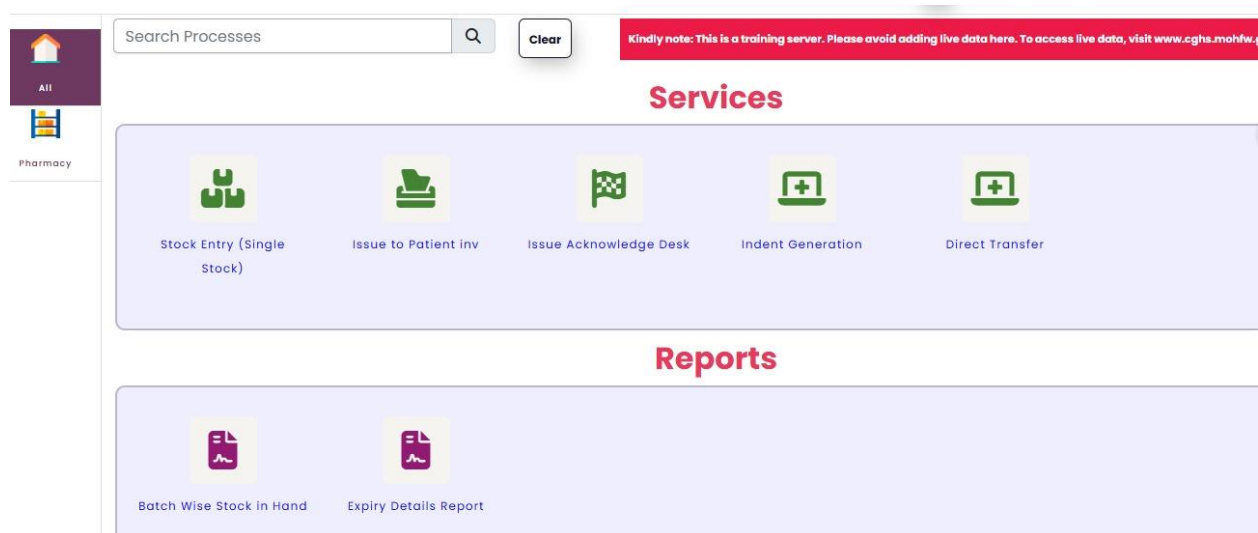 Search Processes
Clear
Kindly note: This is a training server. Please avoid adding live data here. To access live data, visit www.cghs.mohfw.g
All
Pharmacy
Services
Stock Entry (Single
Stock)
Issue to Patient inv
Issue Acknowledge Desk
Indent Generation
Direct Transfer
Reports
Batch Wise Stock in Hand
Expiry Details Report